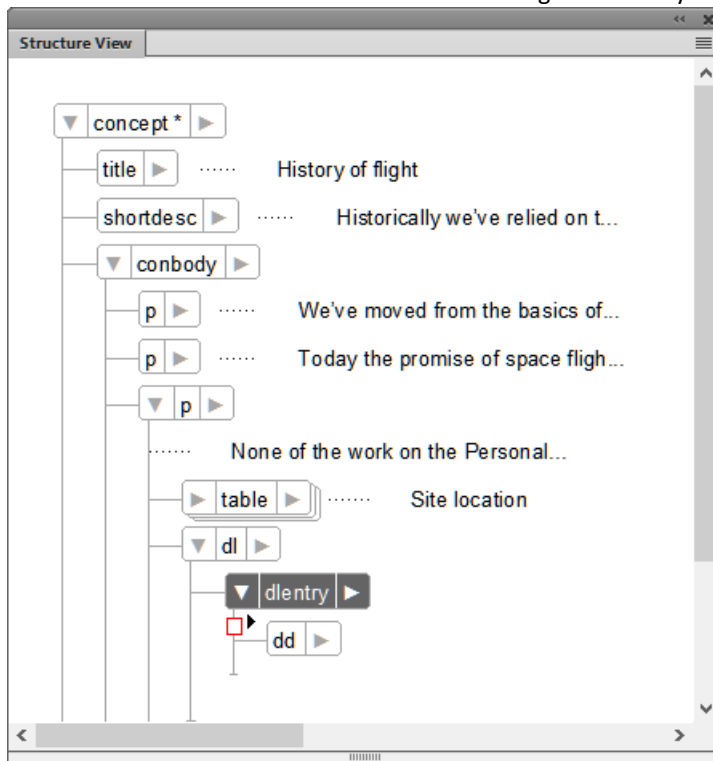 Structure View
concept *
title ...... History of flight
shortdesc ...... Historically we've relied on t...
conbody
p ...... We've moved from the basics of...
p ...... Today the promise of space fligh...
p
....... None of the work on the Personal...
table ....... Site location
dl
dlentry
dd